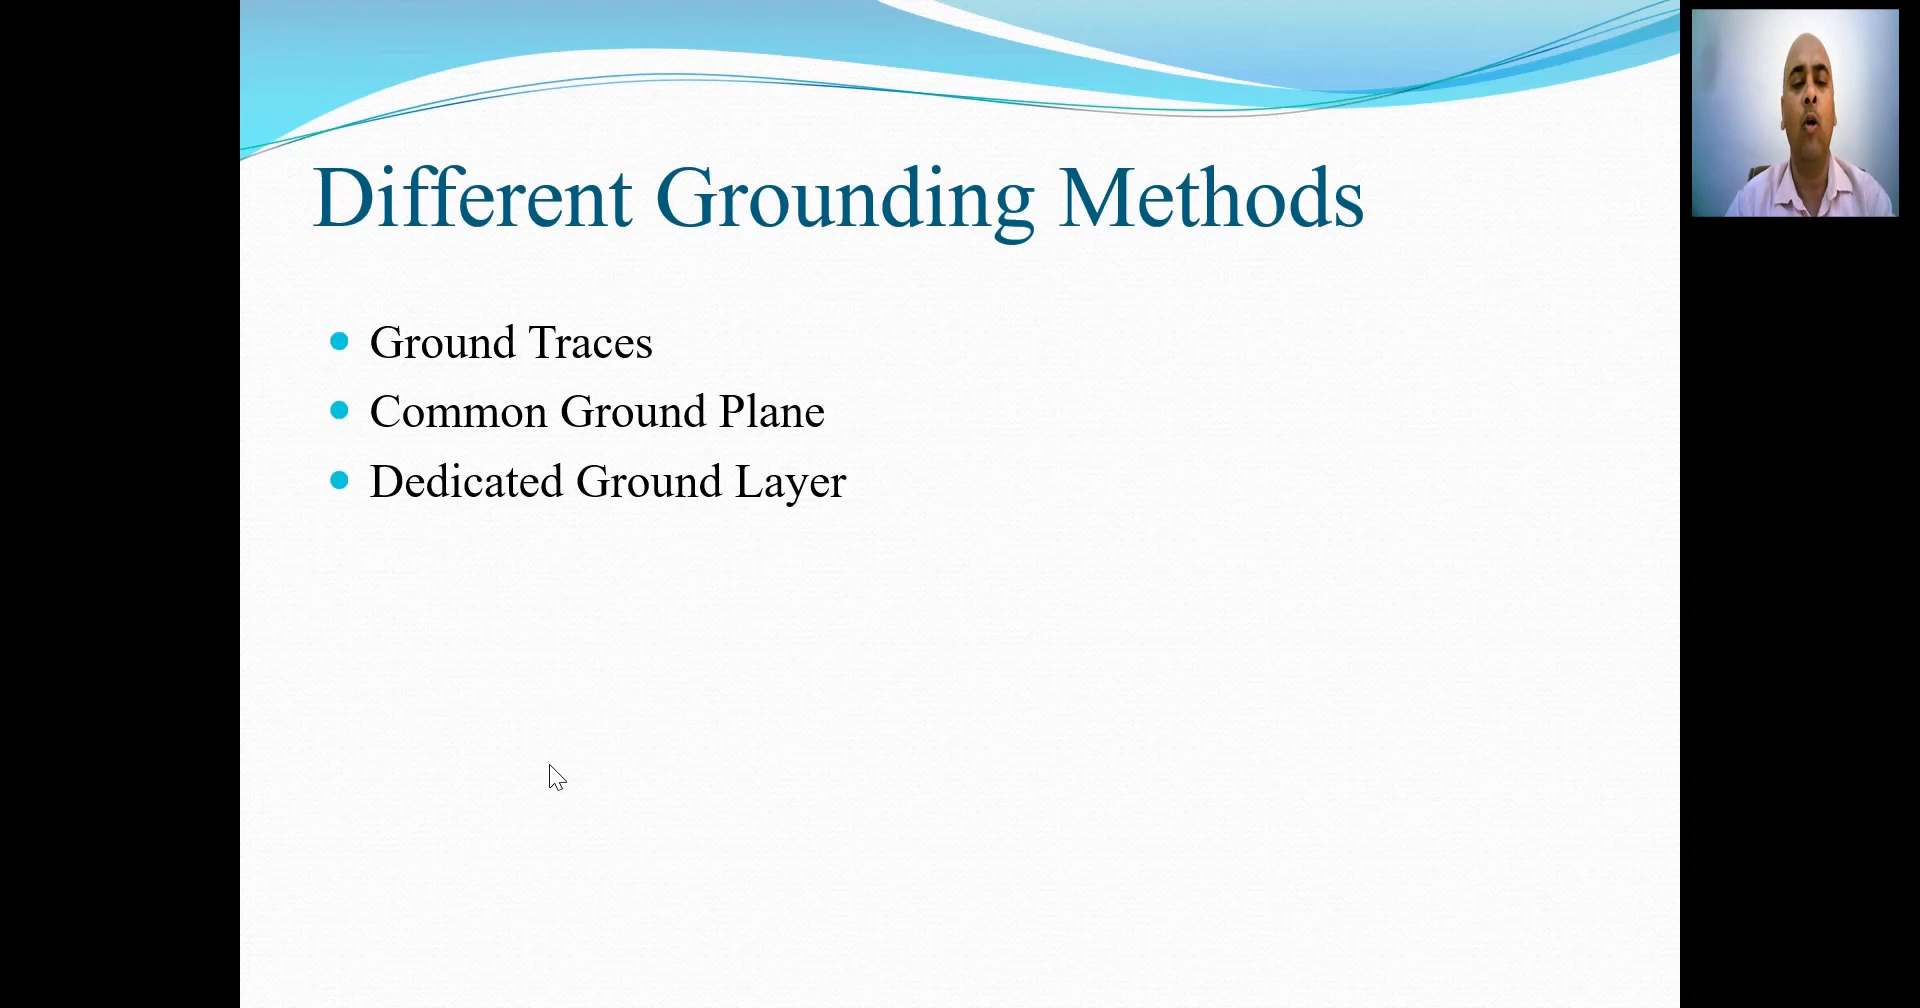 Different Grounding Methods
Ground Traces
Common Ground Plane
Dedicated Ground Layer